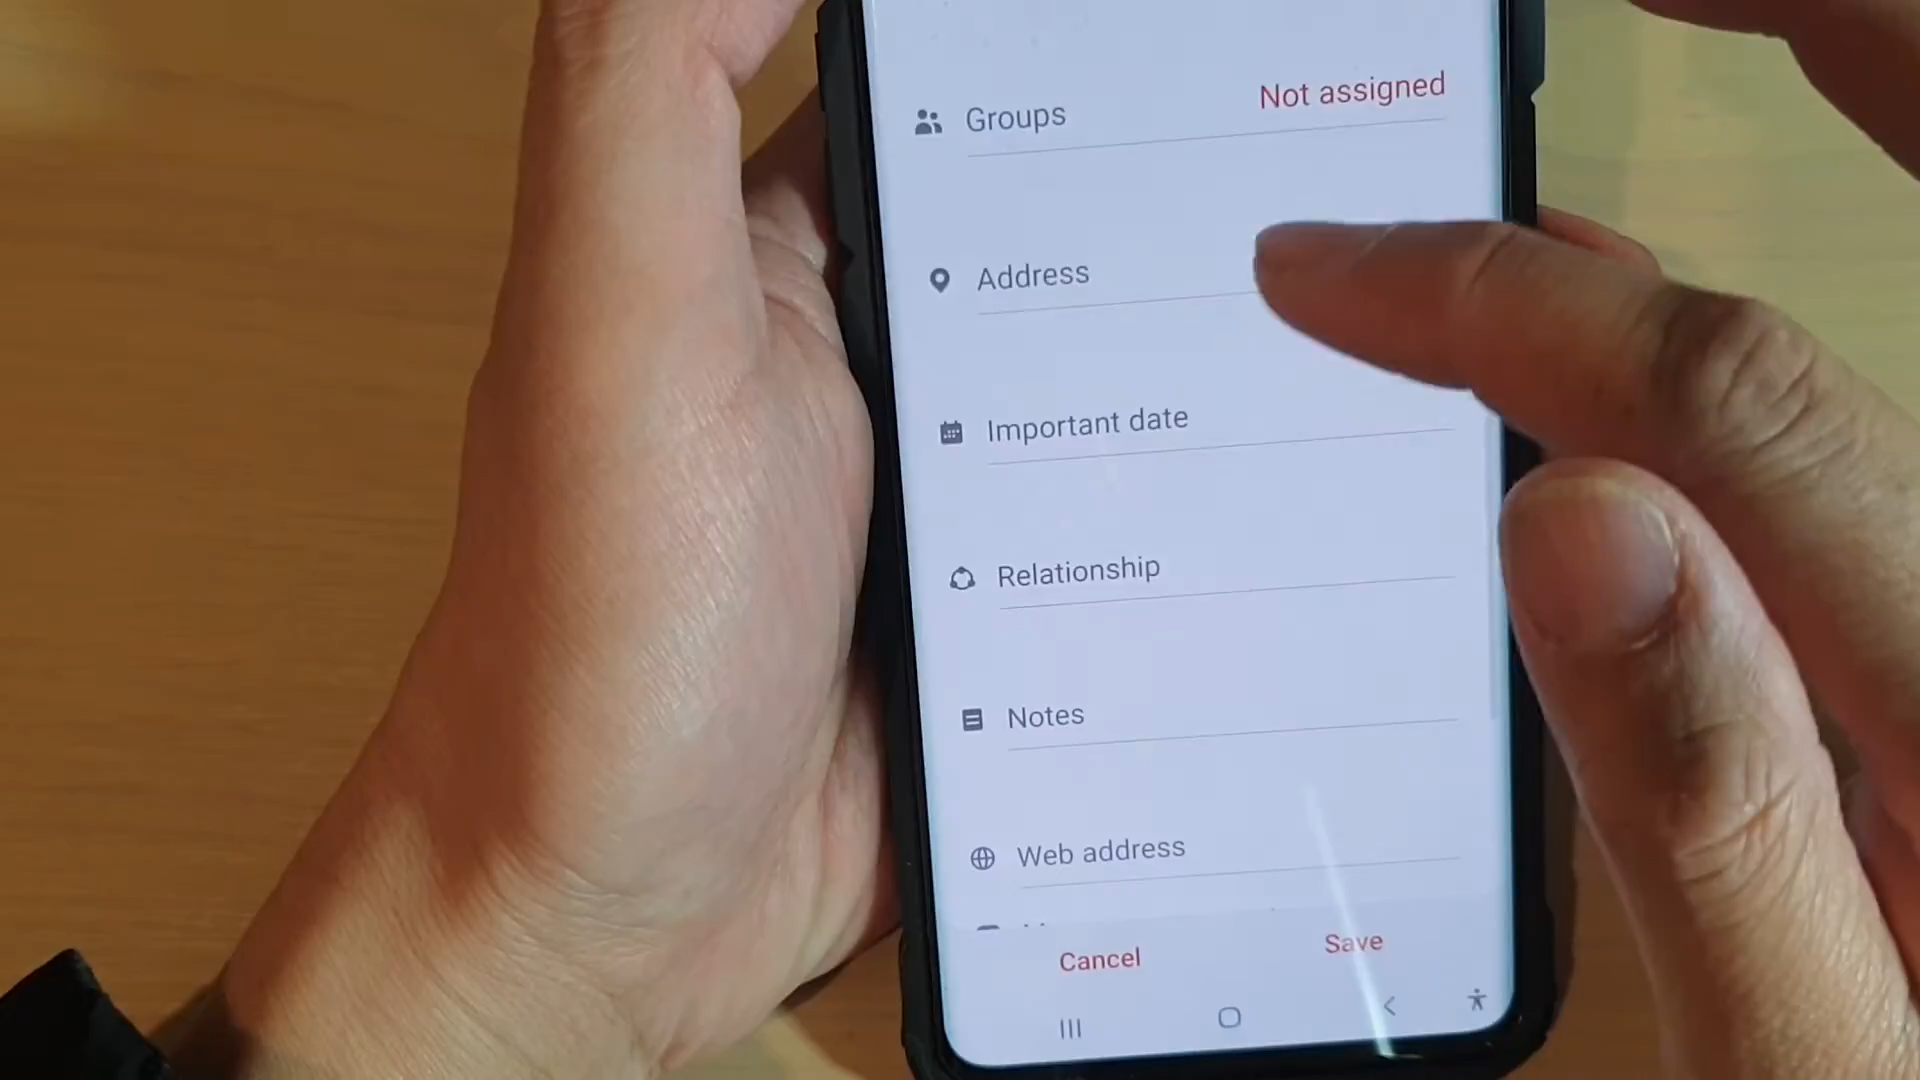 Groups
Not assigned
Address
Important date
Relationship
Notes
Web address
Cancel
Save